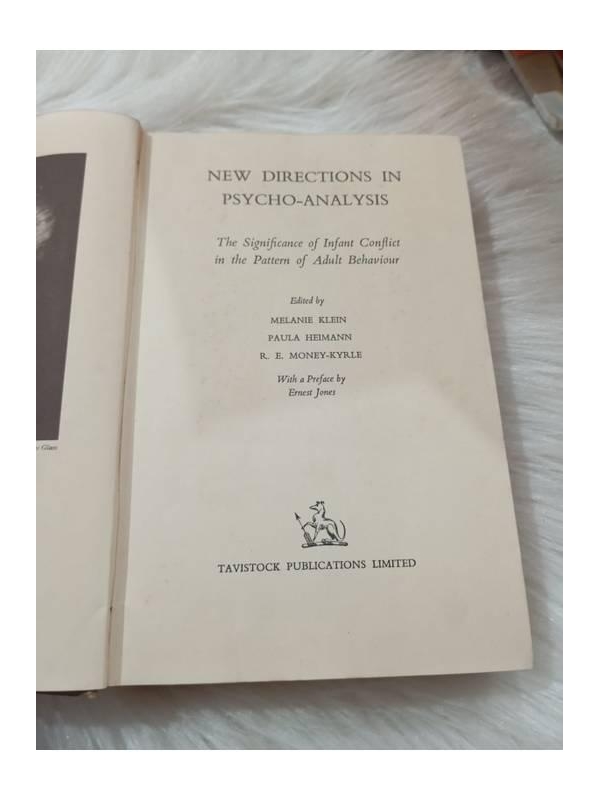 NEW DIRECTIONS IN
PSYCHO-ANALYSIS
The Significance of Infant Conflict
in the Pattern of Adult Behaviour
Edited by
MELANIE KLEIN
PAULA HEIMANN
R. E. MONEY-KYRLE
With a Preface by
Ernest Jones
TAVISTOCK PUBLICATIONS LIMITED